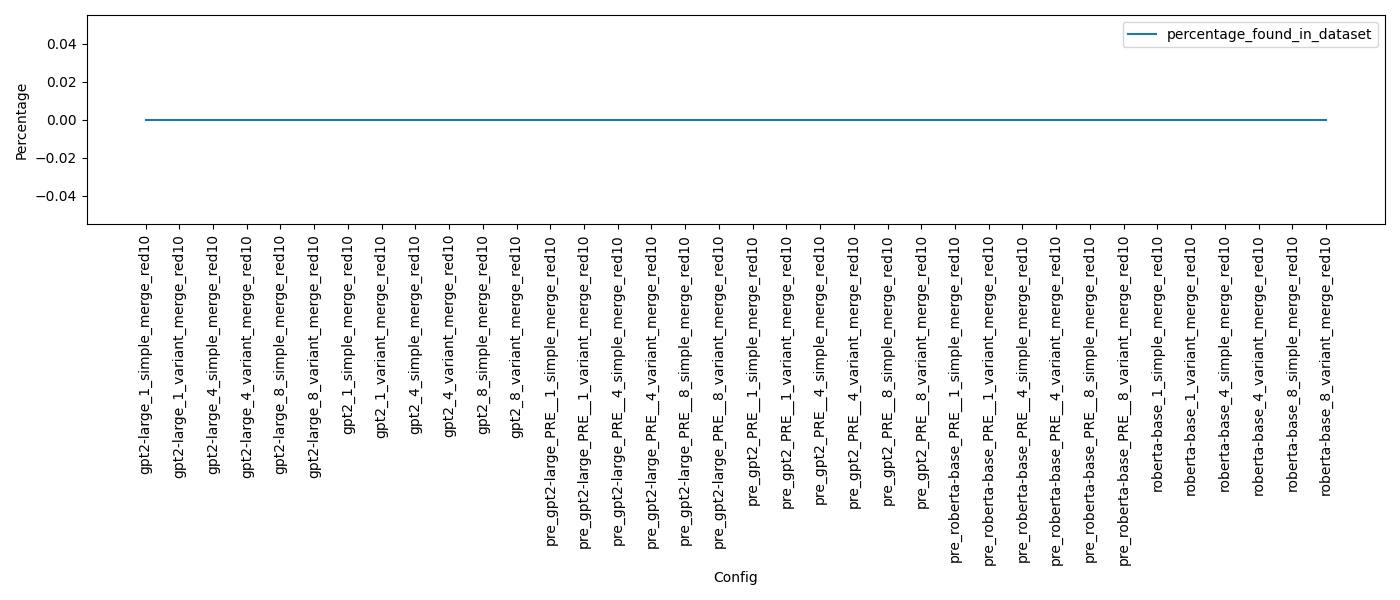 percentage_found_in_dataset
0.04
0.02
0.00
−0.02
−0.04
Percentage
gpt2-large_1_simple_merge_red10
gpt2-large_1_variant_merge_red10
gpt2-large_4_simple_merge_red10
gpt2-large_4_variant_merge_red10
gpt2-large_8_simple_merge_red10
gpt2-large_8_variant_merge_red10
gpt2_1_simple_merge_red10
gpt2_1_variant_merge_red10
gpt2_4_simple_merge_red10
gpt2_4_variant_merge_red10
gpt2_8_simple_merge_red10
gpt2_8_variant_merge_red10
pre_gpt2-large_PRE__1_simple_merge_red10
pre_gpt2-large_PRE__1_variant_merge_red10
pre_gpt2-large_PRE__4_simple_merge_red10
pre_gpt2-large_PRE__4_variant_merge_red10
pre_gpt2-large_PRE__8_simple_merge_red10
pre_gpt2-large_PRE__8_variant_merge_red10
pre_gpt2_PRE__1_simple_merge_red10
pre_gpt2_PRE__1_variant_merge_red10
pre_gpt2_PRE__4_simple_merge_red10
pre_gpt2_PRE__4_variant_merge_red10
pre_gpt2_PRE__8_simple_merge_red10
pre_gpt2_PRE__8_variant_merge_red10
pre_roberta-base_PRE__1_simple_merge_red10
pre_roberta-base_PRE__1_variant_merge_red10
pre_roberta-base_PRE__4_simple_merge_red10
pre_roberta-base_PRE__4_variant_merge_red10
pre_roberta-base_PRE__8_simple_merge_red10
pre_roberta-base_PRE__8_variant_merge_red10
roberta-base_1_simple_merge_red10
roberta-base_1_variant_merge_red10
roberta-base_4_simple_merge_red10
roberta-base_4_variant_merge_red10
roberta-base_8_simple_merge_red10
roberta-base_8_variant_merge_red10
Config